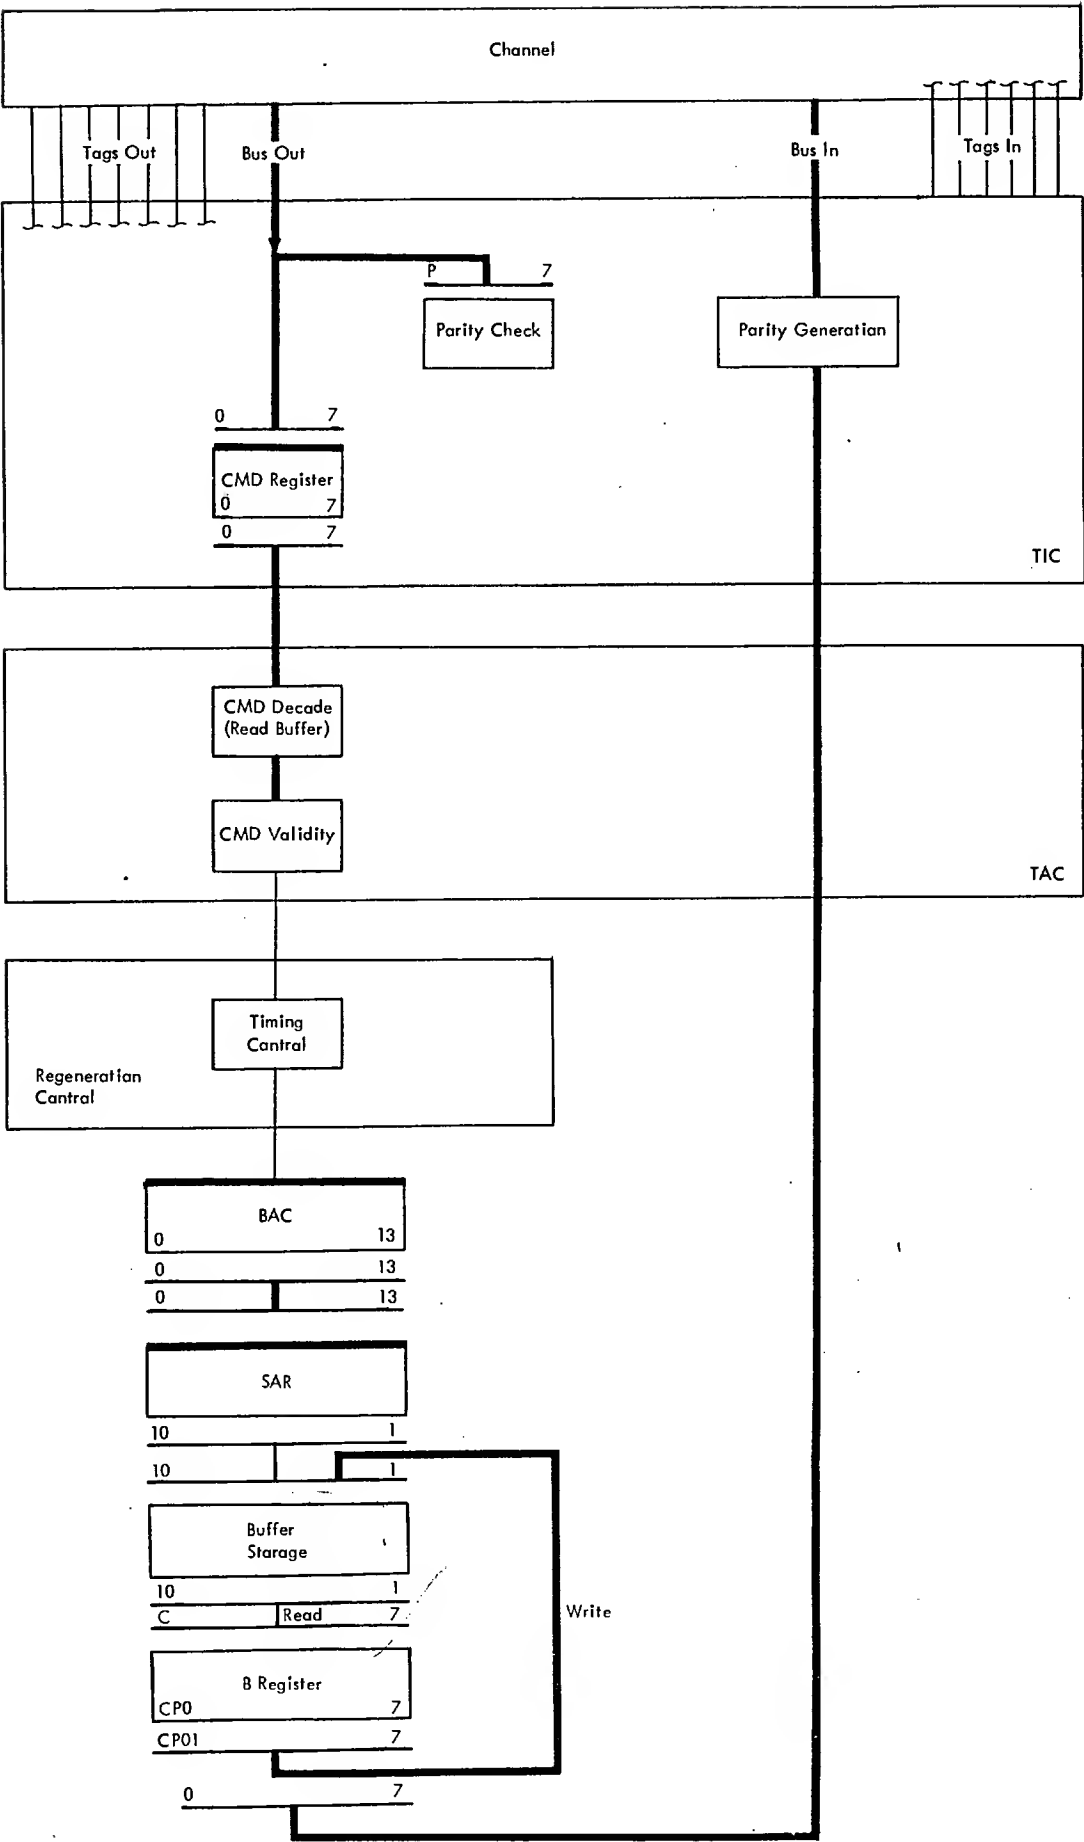 Channel
Tags Out
Bus Out
Bus In
Tags In
P 7
Parity Check
Parity Generation
0 7
CMD Register
0 7
0 7
TIC
CMD Decade
(Read Buffer)
CMD Validity
TAC
Timing
Cantral
Regeneratian
Cantral
BAC
0 13
0 13
0 13
SAR
10 1
10 1
Buffer
Starage
10 1
C Read 7
Write
B Register
CP0 7
CP01 7
0 7